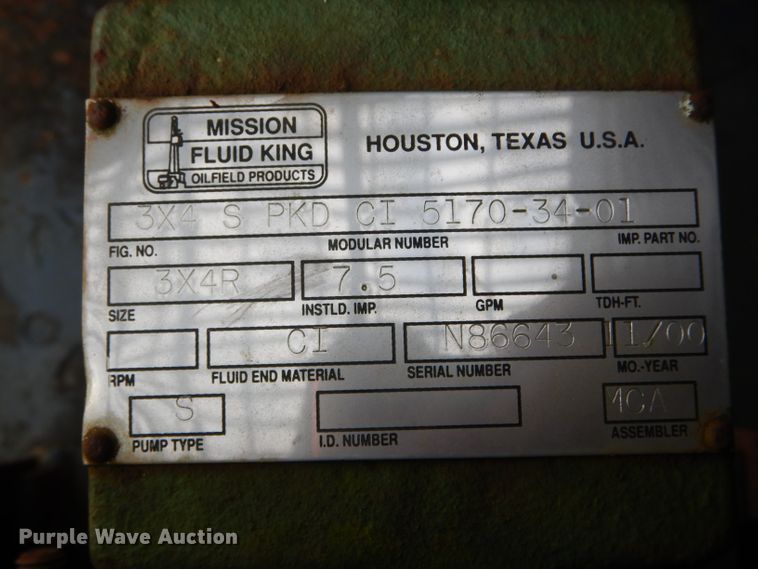 MISSION
FLUID KING
OILFIELD PRODUCTS
HOUSTON, TEXAS U.S.A.
3X4 S PKD CI 5170-34-01
FIG. NO. MODULAR NUMBER IMP. PART NO.
3X4R 7.5 .
SIZE INSTLD. IMP. GPM TDH-FT.
CI N86643 11/00
RPM FLUID END MATERIAL SERIAL NUMBER MO.-YEAR
S
PUMP TYPE I.D. NUMBER ASSEMBLER
Purple Wave Auction